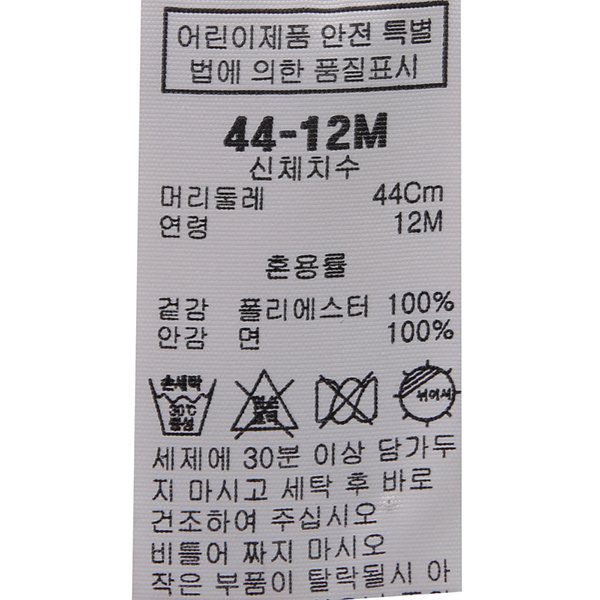 어린이제품 안전 특별
법에 의한 품질표시
44-12M
신체치수
머리둘레 44Cm
연령 12M
혼용률
겉감 폴리에스터 100%
안감 면 100%
손세탁
30℃
중성
뉘어서
세제에 30분 이상 담가두
지 마시고 세탁 후 바로
건조하여 주십시오
비틀어 짜지 마시오
작은 부품이 탈락될시 아